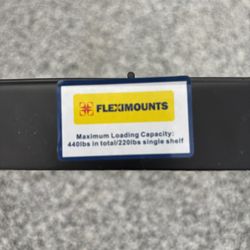 FLEXIMOUNTS
Maximum Loading Capacity:
440lbs in total/220lbs single shelf